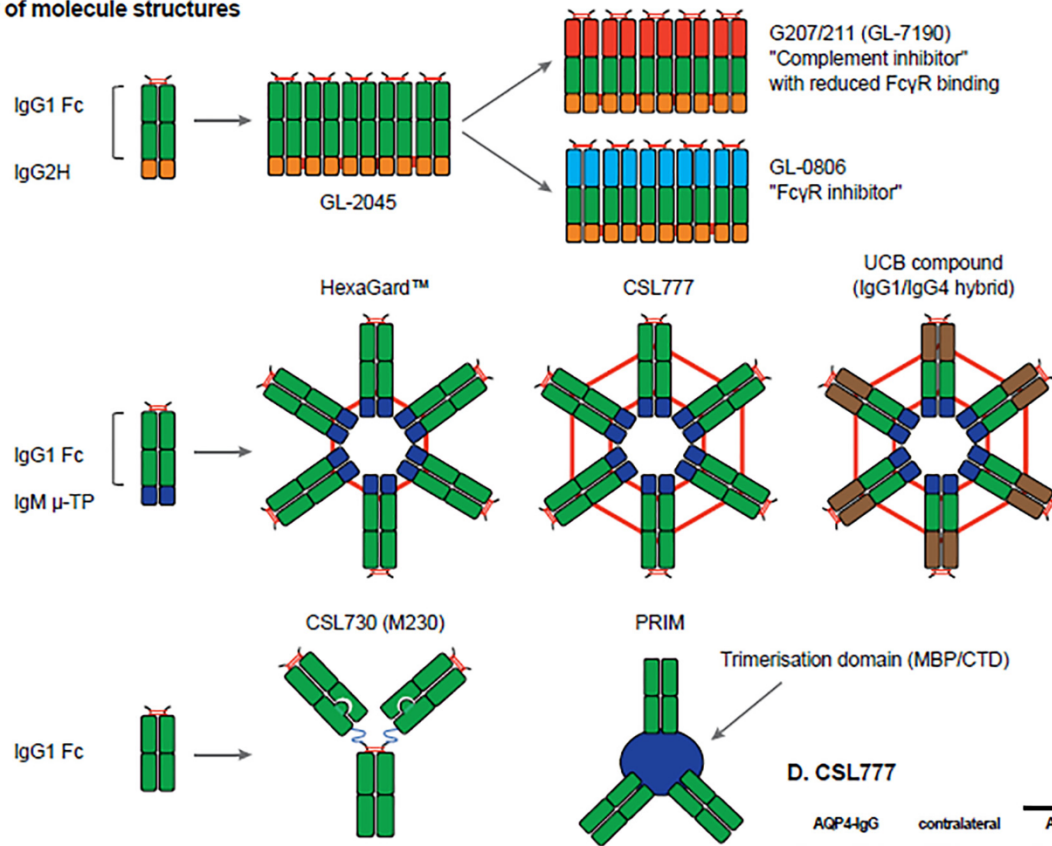 of molecule structures
G207/211 (GL-7190)
"Complement inhibitor"
with reduced FcγR binding
IgG1 Fc
IgG2H
GL-2045
GL-0806
"FcγR inhibitor"
HexaGard™
CSL777
UCB compound
(IgG1/IgG4 hybrid)
IgG1 Fc
IgM µ-TP
CSL730 (M230)
PRIM
Trimerisation domain (MBP/CTD)
IgG1 Fc
D. CSL777
AQP4-IgG contralateral